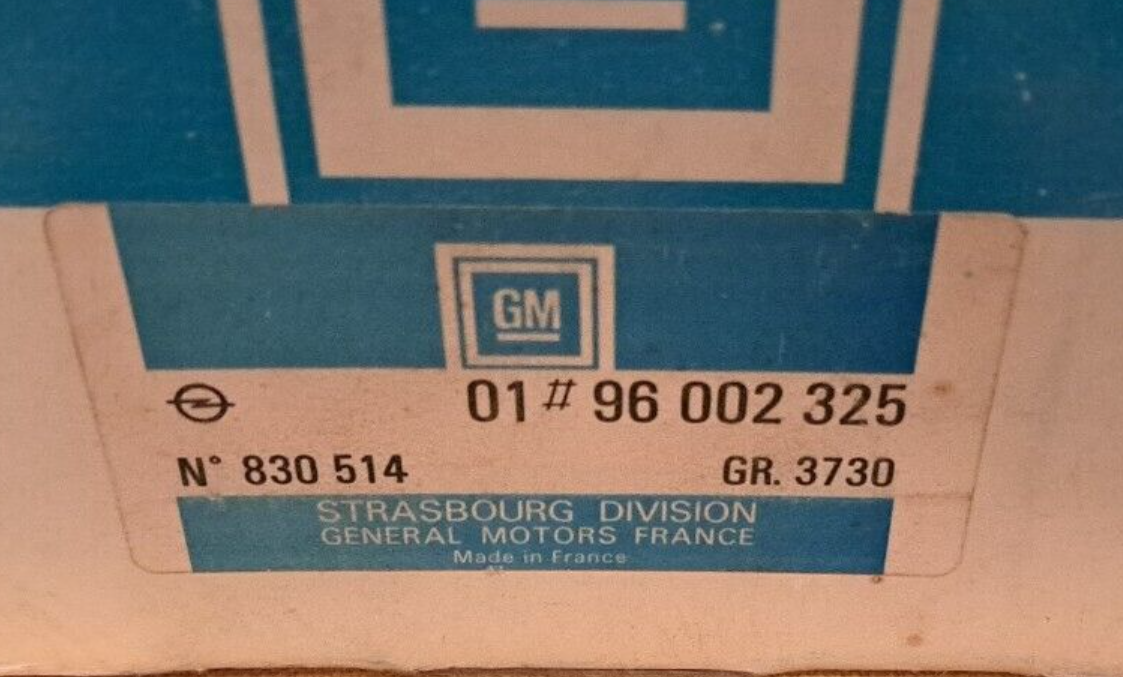 GM
01 # 96 002 325
N° 830 514 GR. 3730
STRASBOURG DIVISION
GENERAL MOTORS FRANCE
Made in France